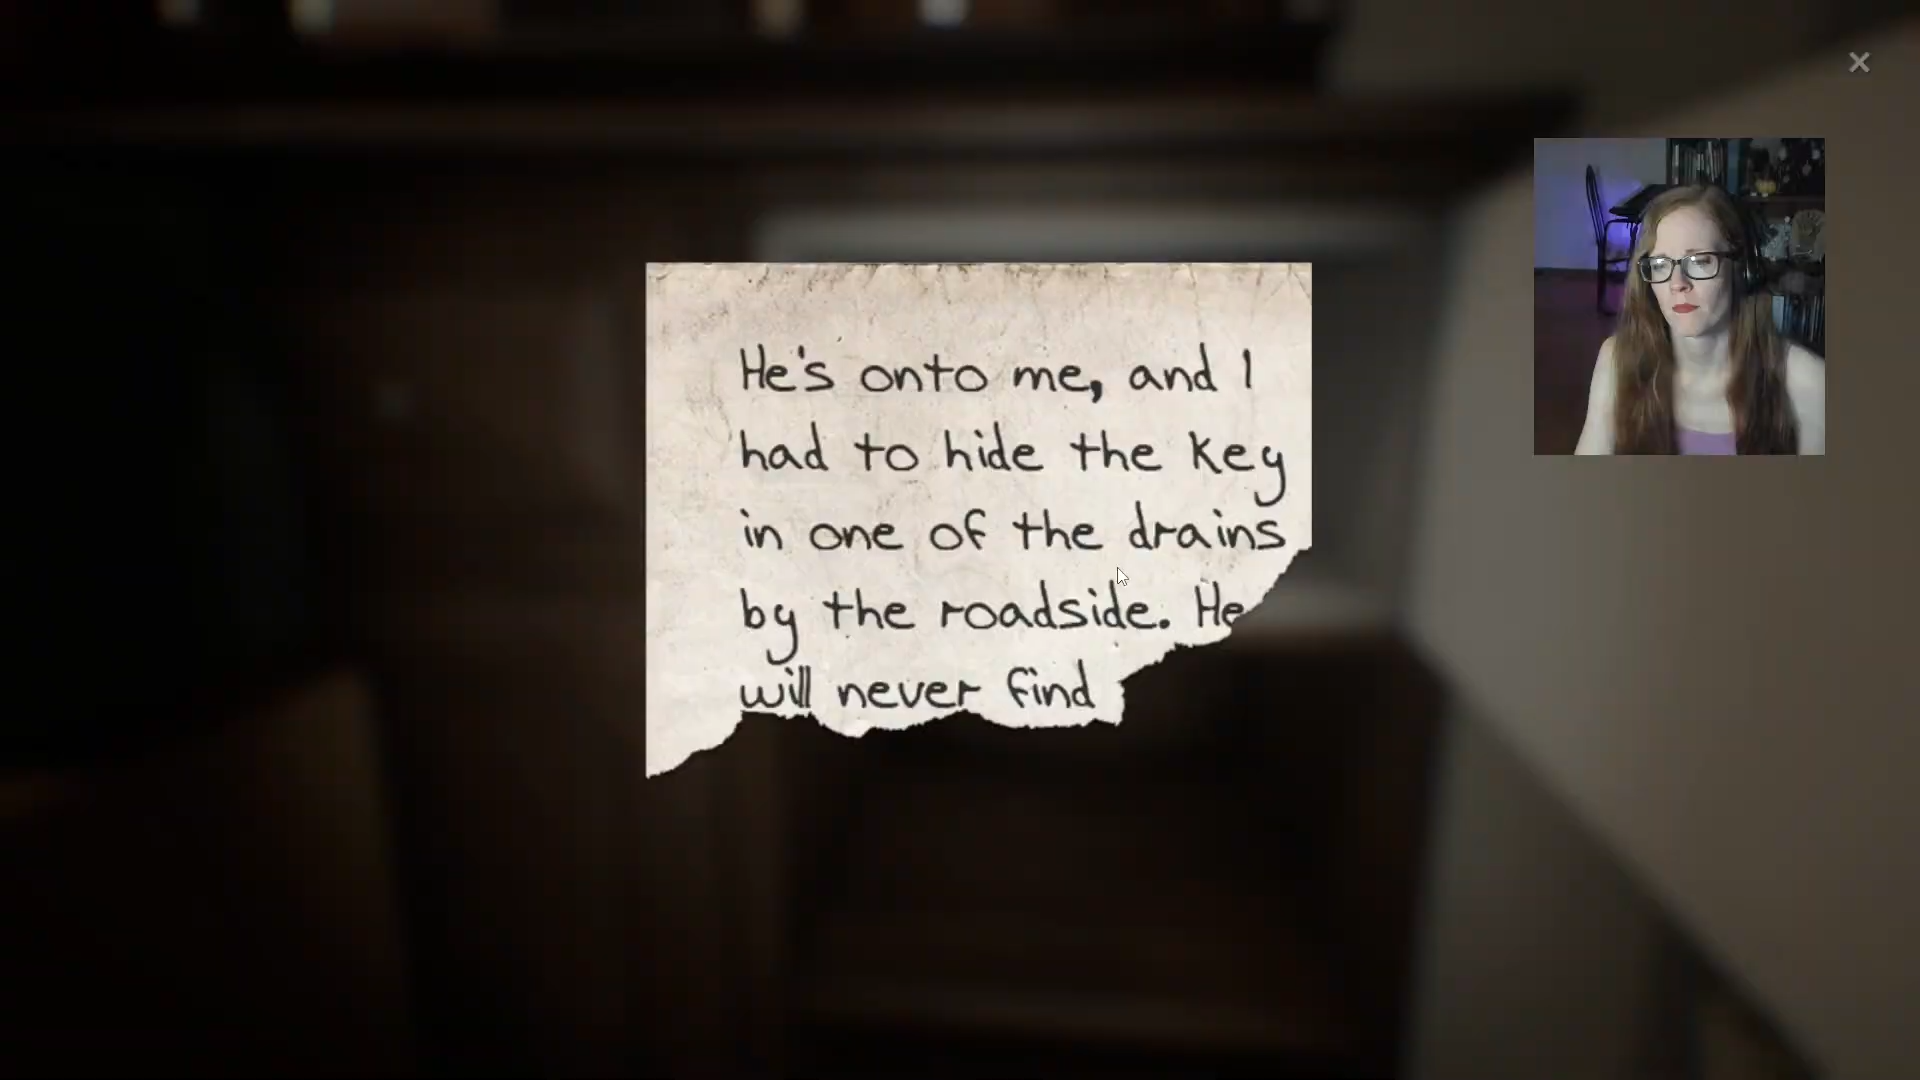 He's onto me, and I
had to hide the key
in one of the drains
by the roadside. He
will never find